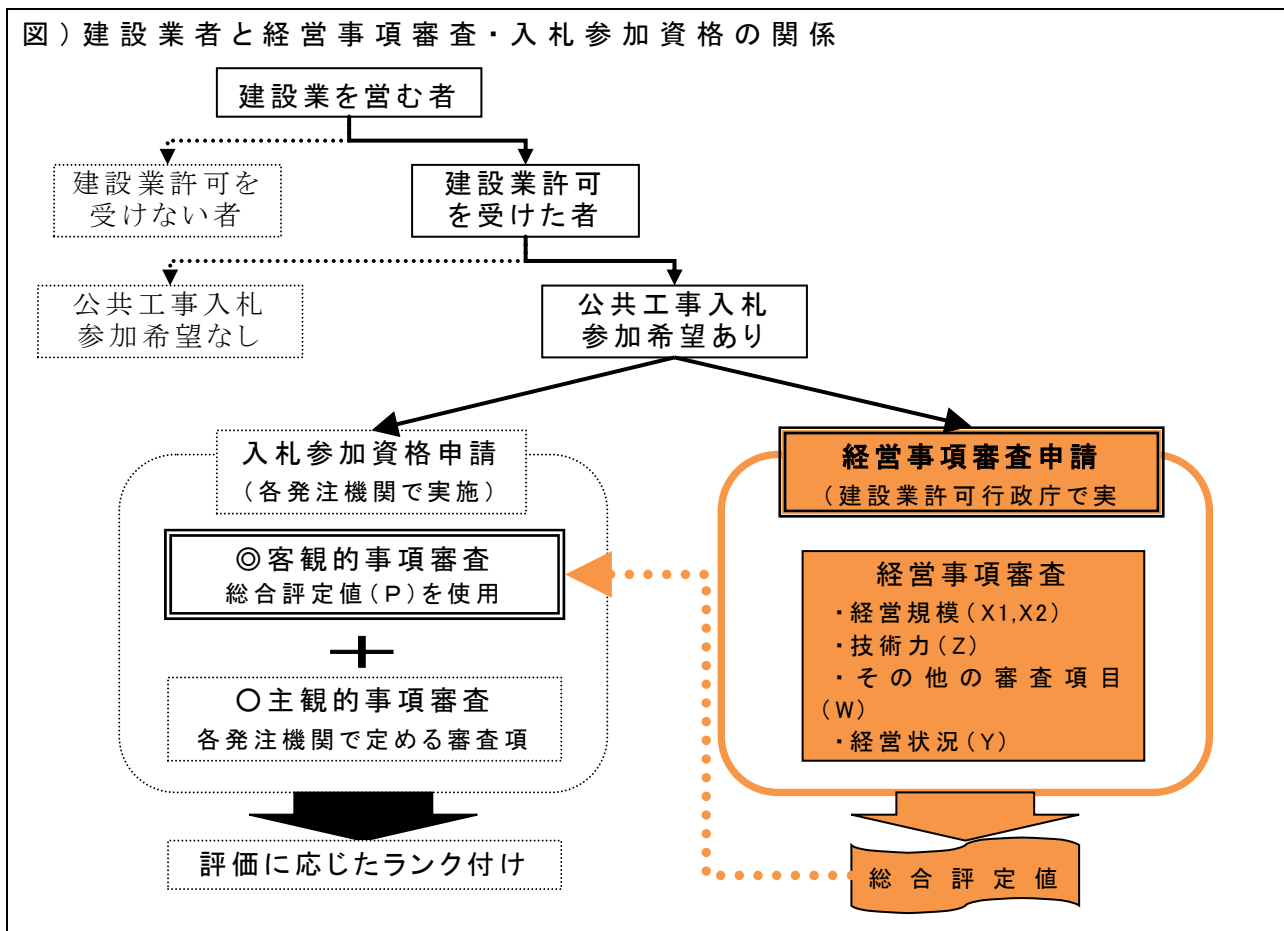 図)建設業者と経営事項審査・入札参加資格の関係
建設業を営む者
建設業許可を
受けない者
建設業許可
を受けた者
公共工事入札
参加希望なし
公共工事入札
参加希望あり
入札参加資格申請
(各発注機関で実施)
◎客観的事項審査
総合評定値(P)を使用
+
○主観的事項審査
各発注機関で定める審査項
評価に応じたランク付け
経営事項審査申請
(建設業許可行政庁で実
経営事項審査
・経営規模(X1,X2)
・技術力(Z)
・その他の審査項目
(W)
・経営状況(Y)
総合評定値